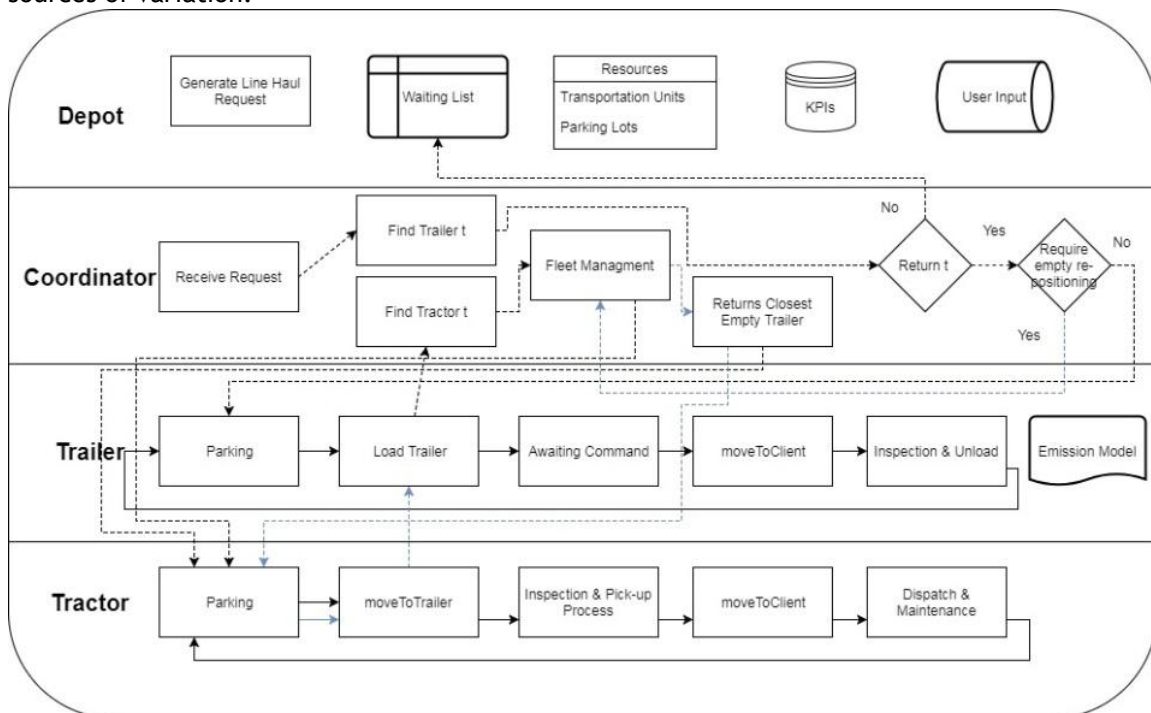 sources of variation.
Depot
Generate Line Haul
Request
Waiting List
Resources
Transportation Units
Parking Lots
KPIs
User Input
Coordinator
Receive Request
Find Trailer t
Find Tractor t
Fleet Managment
Returns Closest
Empty Trailer
No
Return t
Yes
Require
empty re-
positioning
No
Yes
Trailer
Parking
Load Trailer
Awaiting Command
moveToClient
Inspection & Unload
Emission Model
Tractor
Parking
moveToTrailer
Inspection & Pick-up
Process
moveToClient
Dispatch &
Maintenance